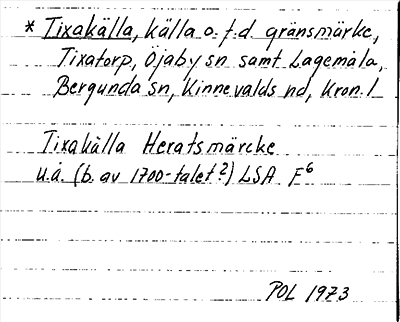 * Tixakälla, källa o. f.d. gränsmärke,
Tixatorp, Öjaby sn samt Lagemåla,
Bergunda sn, Kinnevalds hd, Kron. l
Tixakälla Heratsmärcke
u.å. (b. av 1700-talet?) LSA F6
POL 1973